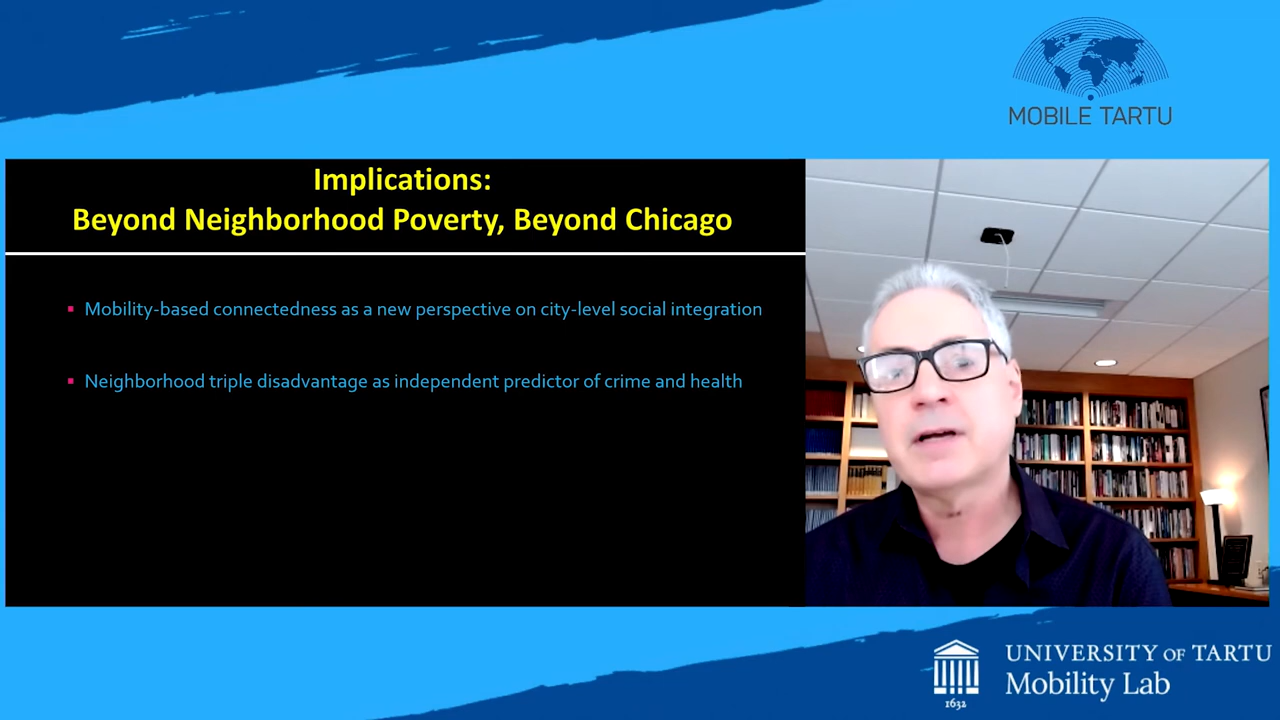 MOBILE TARTU
Implications:
Beyond Neighborhood Poverty, Beyond Chicago
Mobility-based connectedness as a new perspective on city-level social integration
Neighborhood triple disadvantage as independent predictor of crime and health
UNIVERSITY OF TARTU
Mobility Lab
1632